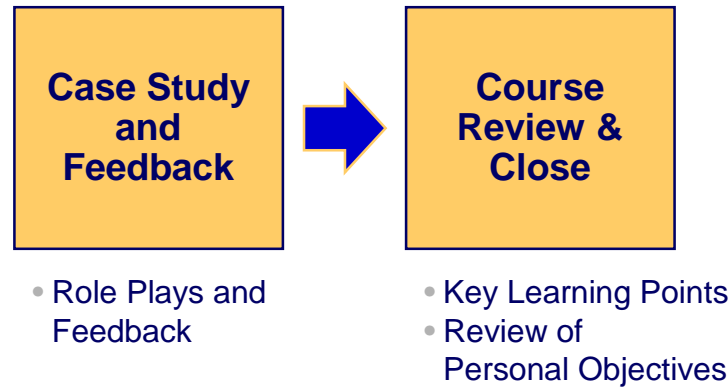 Case Study
and
Feedback
Course
Review &
Close
• Role Plays and
Feedback
• Key Learning Points
• Review of
Personal Objectives